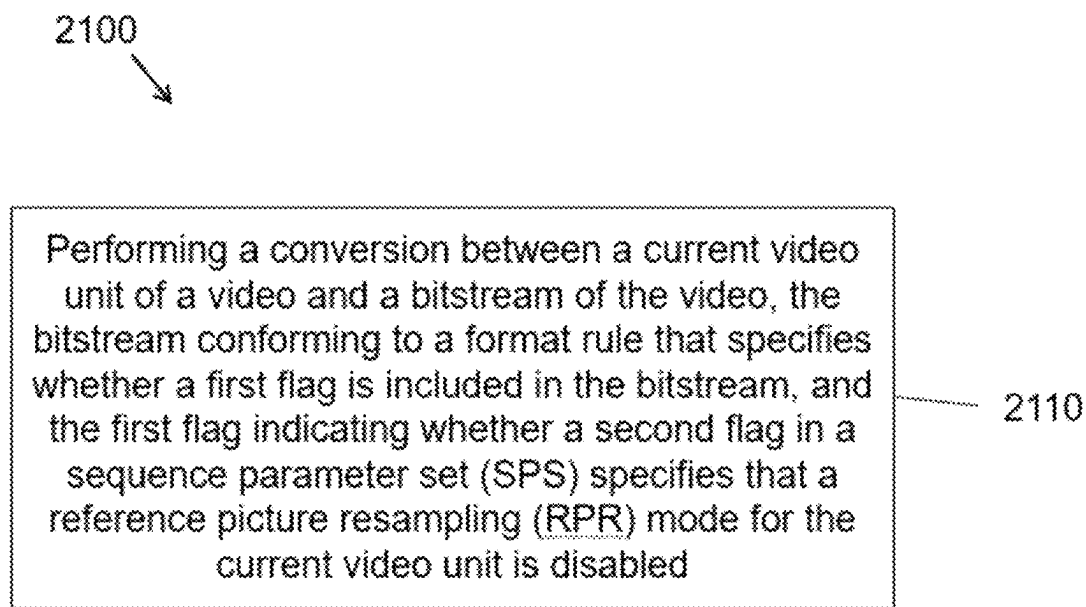 2100
Performing a conversion between a current video
unit of a video and a bitstream of the video, the
bitstream conforming to a format rule that specifies
whether a first flag is included in the bitstream, and
the first flag indicating whether a second flag in a
sequence parameter set (SPS) specifies that a
reference picture resampling (RPR) mode for the
current video unit is disabled
2110